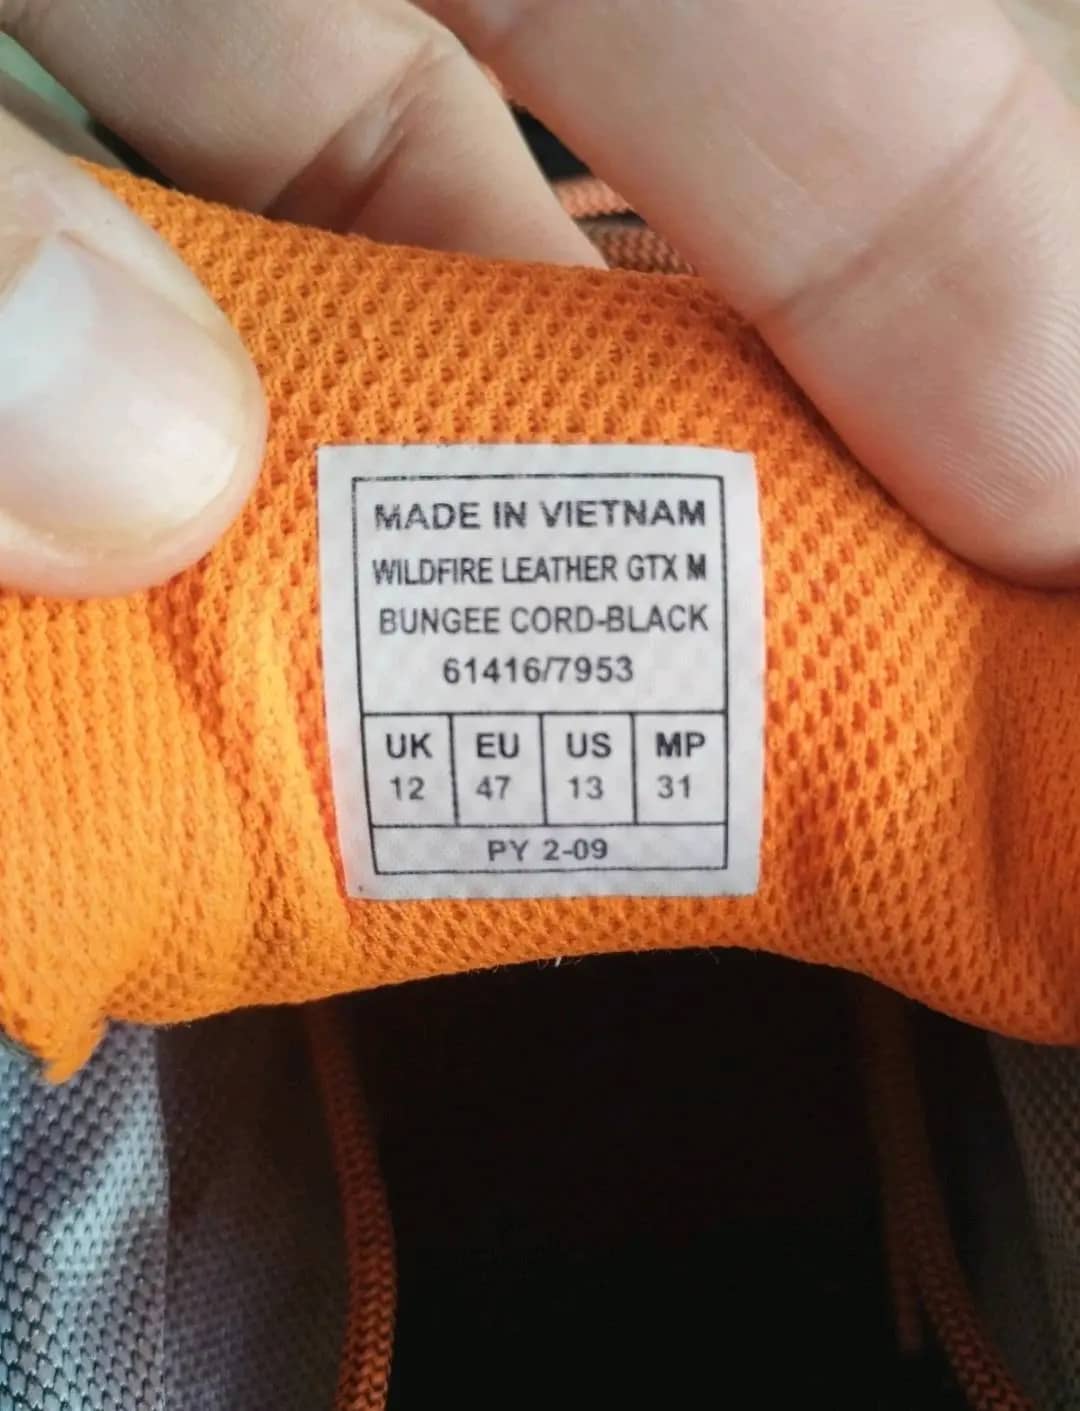 MADE IN VIETNAM
WILDFIRE LEATHER GTX M
BUNGEE CORD-BLACK
61416/7953
UK EU US MP
12 47 13 31
PY 2-09